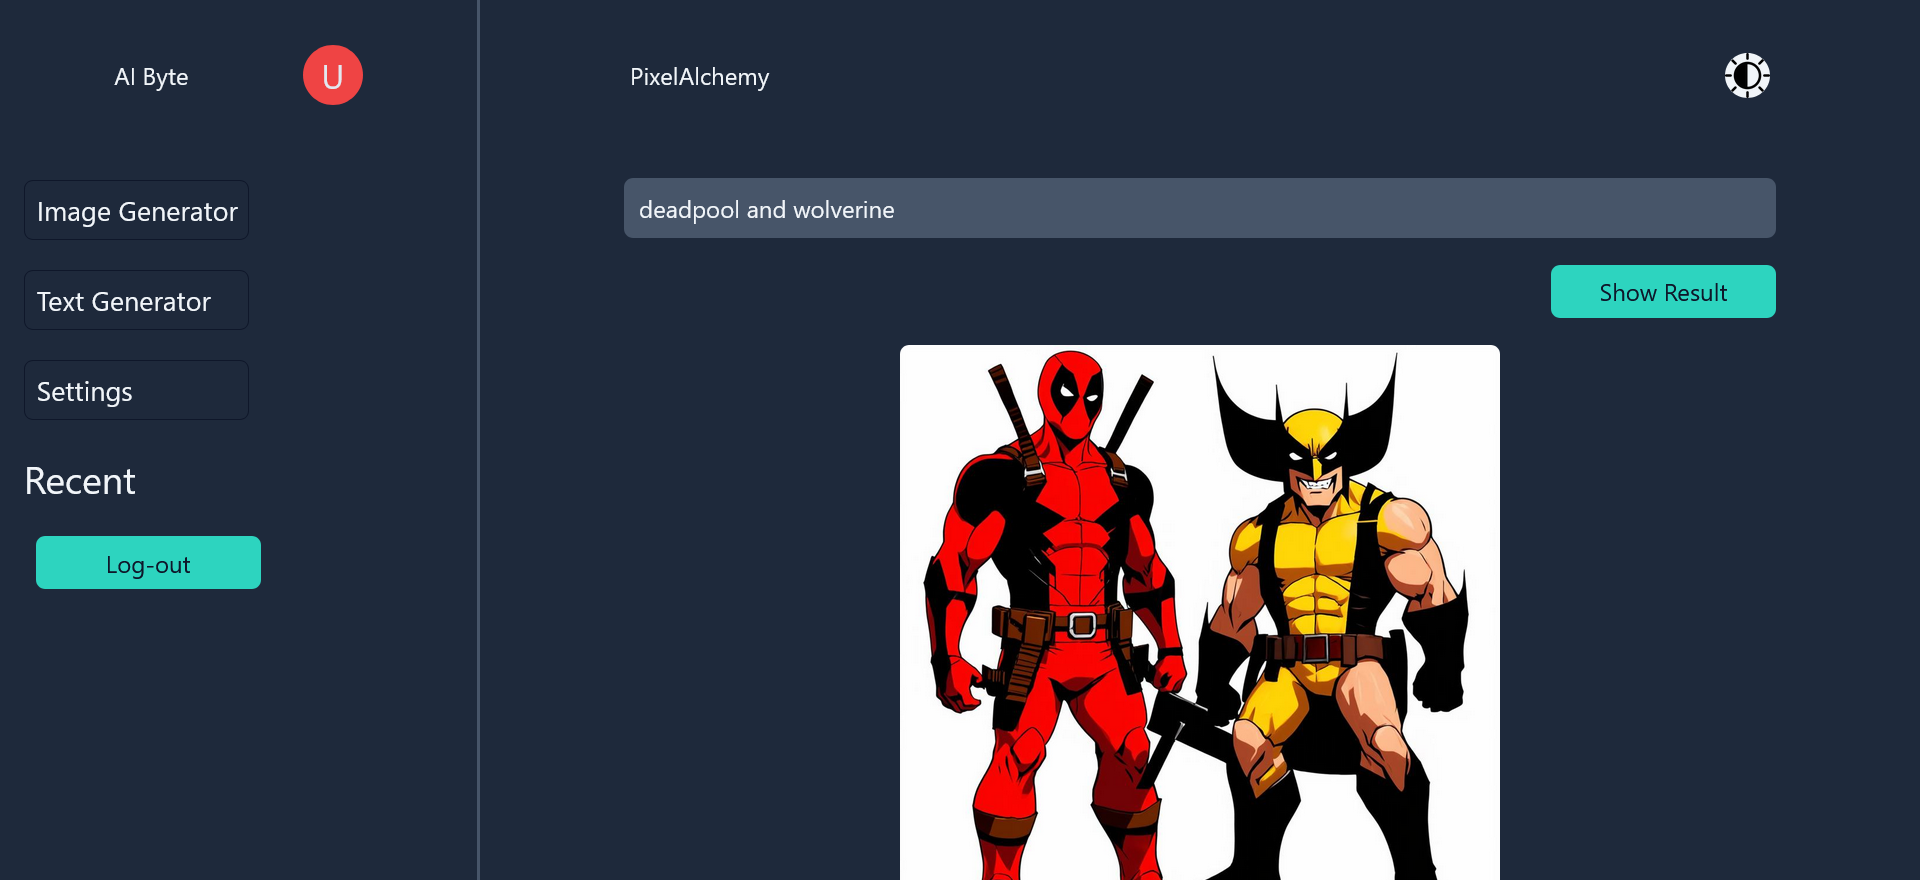 AI Byte
U
Image Generator
Text Generator
Settings
Recent
Log-out
PixelAlchemy
deadpool and wolverine
Show Result